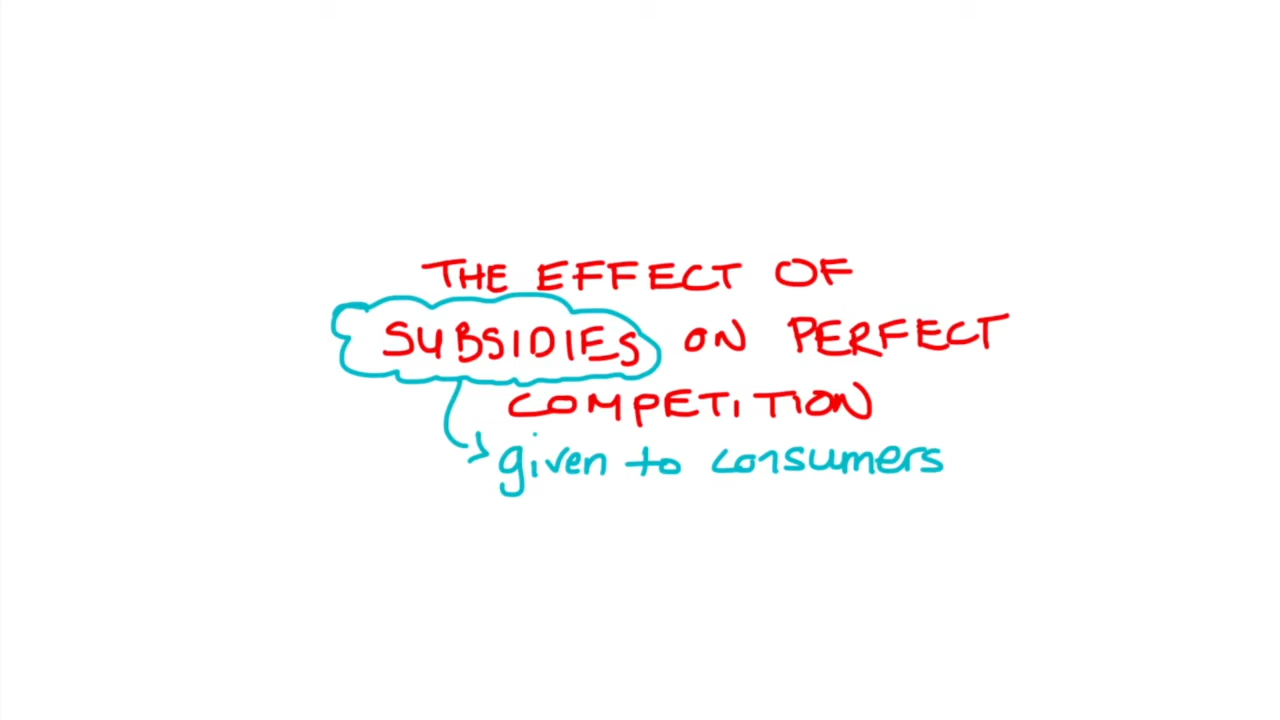 THE EFFECT OF
SUBSIDIES ON PERFECT
COMPETITION
given to consumers